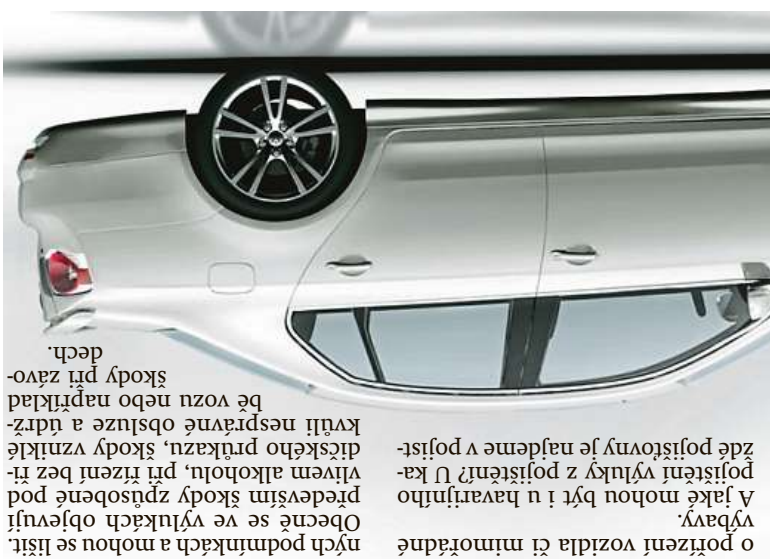 o pořízení vozidla či mimořádné
výbavy.
A jaké mohou být i u havarijního
pojištění výluky z pojištění? U ka-
ždé pojišťovny je najdeme v pojist-
ných podmínkách a mohou se lišit.
Obecně se ve výlukách objevují
především škody způsobené pod
vlivem alkoholu, při řízení bez ři-
dičského průkazu, škody vzniklé
kvůli nesprávné obsluze a údrž-
bě vozu nebo například
škody při závo-
dech.